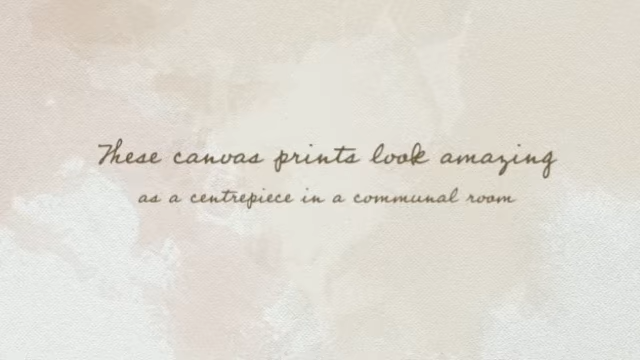 These canvas prints look amazing
as a centrepiece in a communal room